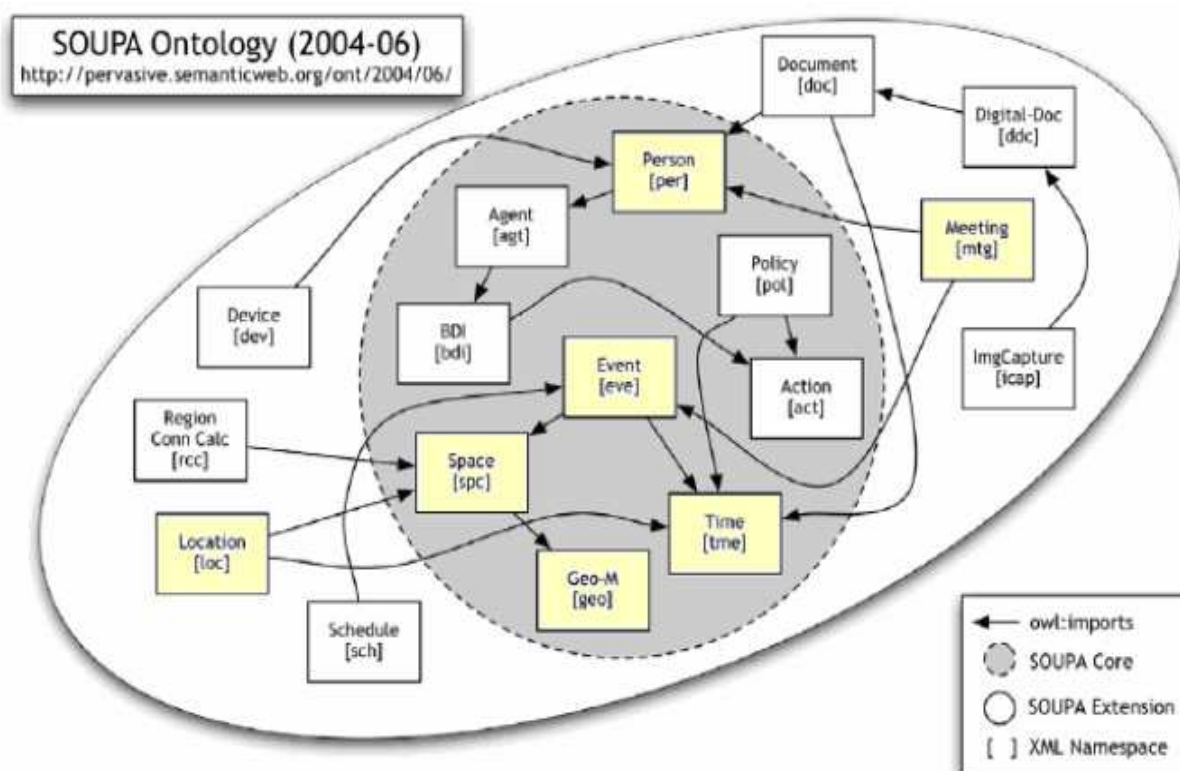 SOUPA Ontology (2004-06)
http://pervasive.semanticweb.org/ont/2004/06/
Document
[doc]
Digital-Doc
[ddc]
Person
[per]
Agent
[agt]
Meeting
[mtg]
Policy
[pol]
Device
[dev]
BDI
[bdi]
ImgCapture
[icap]
Event
[eve]
Action
[act]
Region
Conn Calc
[rcc]
Space
[spc]
Location
[loc]
Time
[tme]
Geo-M
[geo]
Schedule
[sch]
owl:imports
SOUPA Core
SOUPA Extension
[ ] XML Namespace